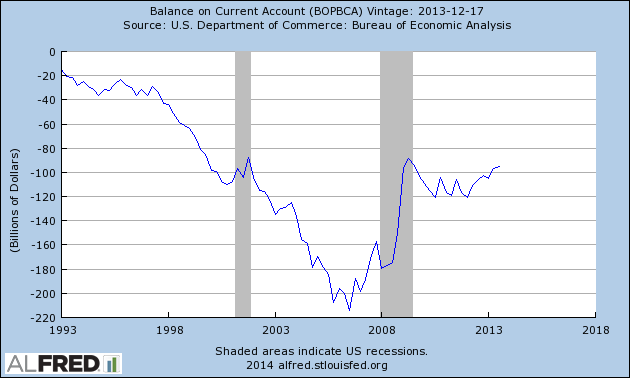 Balance on Current Account (BOPBCA) Vintage: 2013-12-17
Source: U.S. Department of Commerce: Bureau of Economic Analysis
0
-20
-40
-60
-80
-100
-120
-140
-160
-180
-200
-220
(Billions of Dollars)
1993 1998 2003 2008 2013 2018
Shaded areas indicate US recessions.
2014 alfred.stlouisfed.org
ALFRED